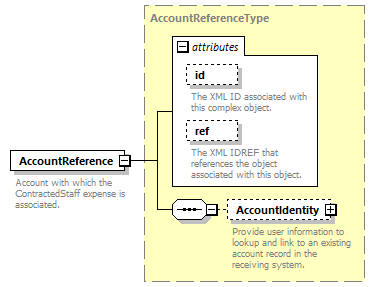 AccountReferenceType
attributes
id
The XML ID associated with
this complex object.
ref
The XML IDREF that
references the object
associated with this object.
AccountReference
Account with which the
ContractedStaff expense is
associated.
AccountIdentity
Provide user information to
lookup and link to an existing
account record in the
receiving system.